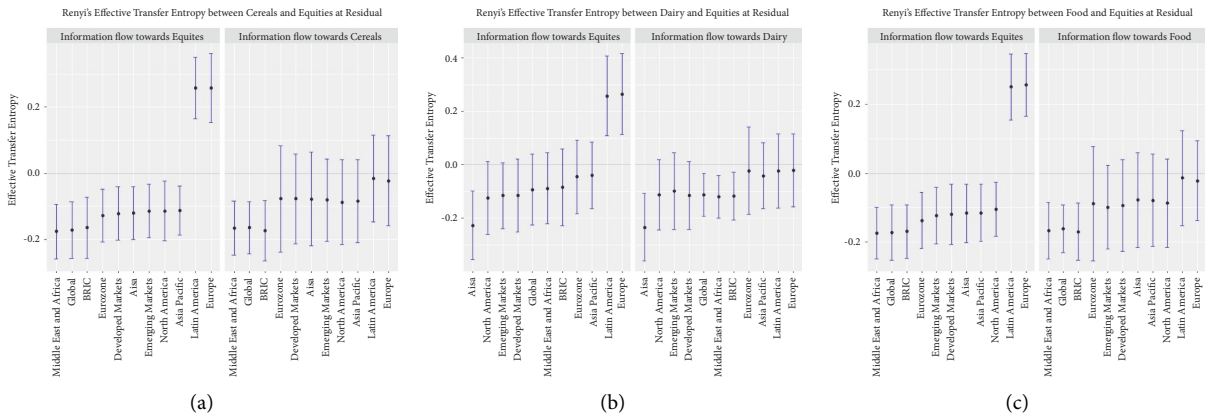 Renyi's Effective Transfer Entropy between Cereals and Equities at Residual
Information flow towards Equites
Information flow towards Cereals
Effective Transfer Entropy
0.2
0.0
-0.2
Middle East and Africa
Global
BRIC
Eurozone
Developed Markets
Aisa
Emerging Markets
North America
Asia Pacific
Latin America
Europe
Middle East and Africa
Global
BRIC
Eurozone
Developed Markets
Aisa
Emerging Markets
North America
Asia Pacific
Latin America
Europe
(a)
Renyi's Effective Transfer Entropy between Dairy and Equities at Residual
Information flow towards Equites
Information flow towards Dairy
Effective Transfer Entropy
0.4
0.2
0.0
-0.2
Aisa
North America
Emerging Markets
Developed Markets
Global
Middle East and Africa
BRIC
Eurozone
Asia Pacific
Latin America
Europe
Aisa
North America
Emerging Markets
Developed Markets
Global
Middle East and Africa
BRIC
Eurozone
Asia Pacific
Latin America
Europe
(b)
Renyi's Effective Transfer Entropy between Food and Equities at Residual
Information flow towards Equites
Information flow towards Food
Effective Transfer Entropy
0.2
0.0
-0.2
Middle East and Africa
Global
BRIC
Eurozone
Emerging Markets
Developed Markets
Aisa
Asia Pacific
North America
Latin America
Europe
Middle East and Africa
Global
BRIC
Eurozone
Emerging Markets
Developed Markets
Aisa
Asia Pacific
North America
Latin America
Europe
(c)